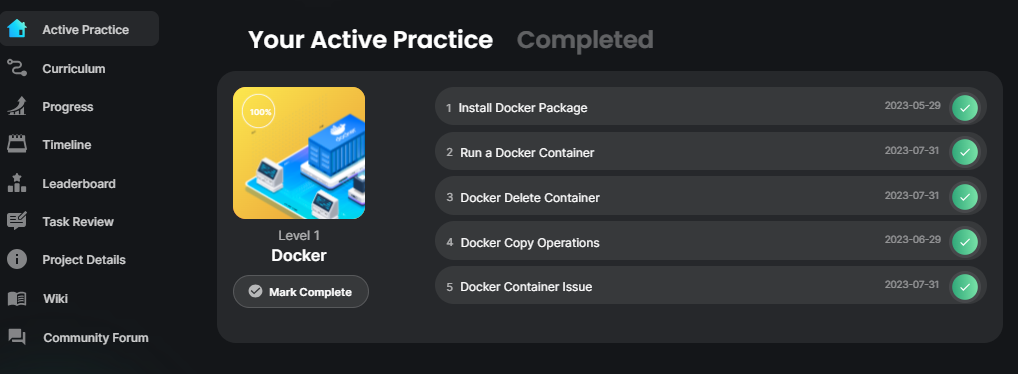 Active Practice
Curriculum
Progress
Timeline
Leaderboard
Task Review
Project Details
Wiki
Community Forum
Your Active Practice Completed
100%
Level 1
Docker
Mark Complete
1 Install Docker Package 2023-05-29
2 Run a Docker Container 2023-07-31
3 Docker Delete Container 2023-07-31
4 Docker Copy Operations 2023-06-29
5 Docker Container Issue 2023-07-31